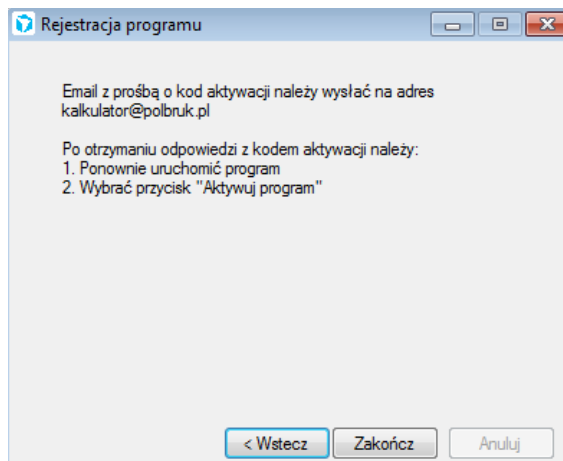 Rejestracja programu
Email z prośbą o kod aktywacji należy wysłać na adres
kalkulator@polbruk.pl
Po otrzymaniu odpowiedzi z kodem aktywacji należy:
1. Ponownie uruchomić program
2. Wybrać przycisk "Aktywuj program"
< Wstecz
Zakończ
Anuluj